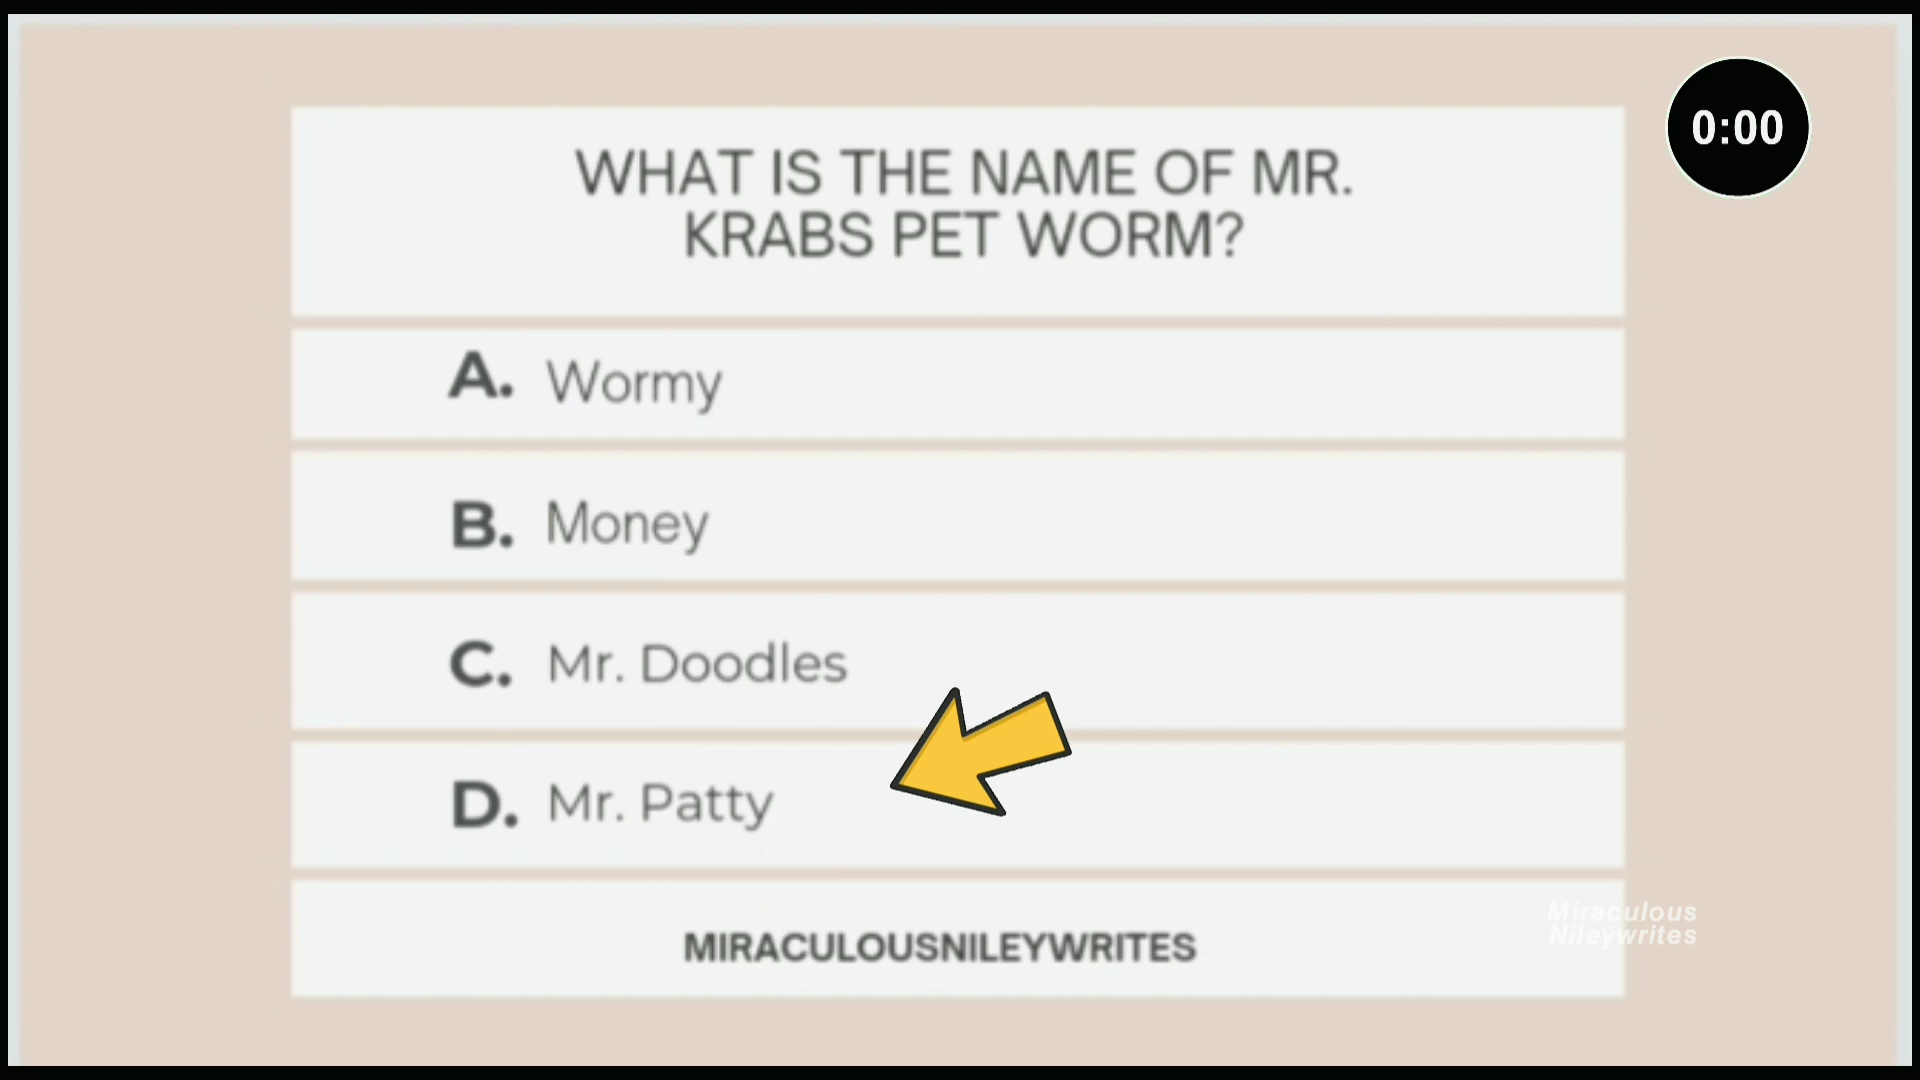 0:00
WHAT IS THE NAME OF MR.
KRABS PET WORM?
A. Wormy
B. Money
C. Mr. Doodles
D. Mr. Patty
Miraculous
Nileywrites
MIRACULOUSNILEYWRITES